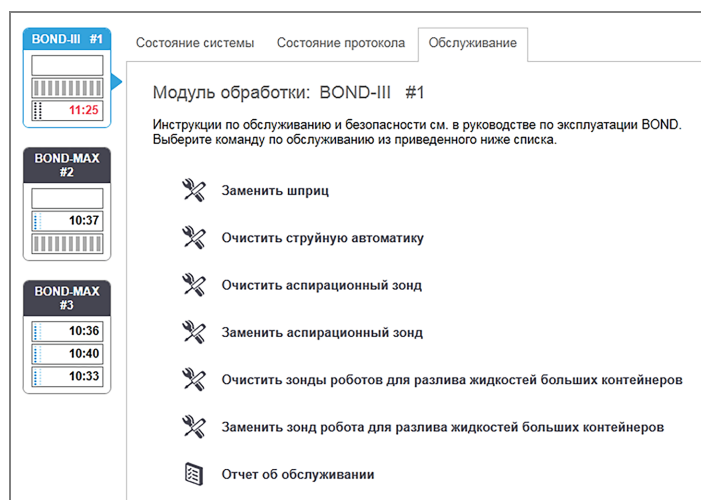 BOND-III #1
11:25
BOND-MAX
#2
10:37
BOND-MAX
#3
10:36
10:40
10:33
Состояние системы Состояние протокола Обслуживание
Модуль обработки: BOND-III #1
Инструкции по обслуживанию и безопасности см. в руководстве по эксплуатации BOND.
Выберите команду по обслуживанию из приведенного ниже списка.
Заменить шприц
Очистить струйную автоматику
Очистить аспирационный зонд
Заменить аспирационный зонд
Очистить зонды роботов для разлива жидкостей больших контейнеров
Заменить зонд робота для разлива жидкостей больших контейнеров
Отчет об обслуживании